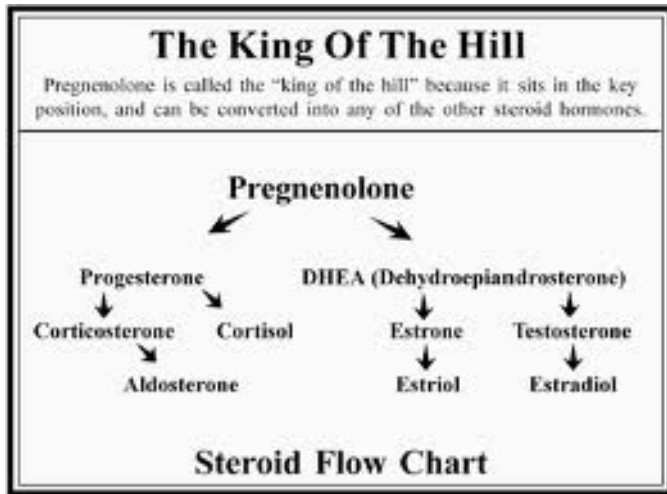 The King Of The Hill
Pregnenolone is called the "king of the hill" because it sits in the key
position, and can be converted into any of the other steroid hormones.
Pregnenolone
Progesterone DHEA (Dehydroepiandrosterone)
Corticosterone Cortisol Estrone Testosterone
Aldosterone Estriol Estradiol
Steroid Flow Chart